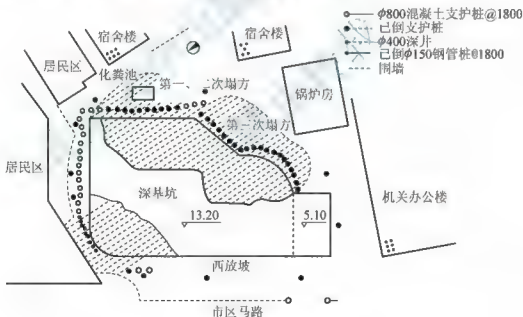 φ800混凝土支护桩@1800
已倒支护桩
φ400深井
已倒φ150钢管桩@1800
围墙
宿舍楼
宿舍楼
居民区
化粪池
第一、二次塌方
锅炉房
第三次塌方
居民区
深基坑
机关办公楼
13.20
5.10
西放坡
市区马路